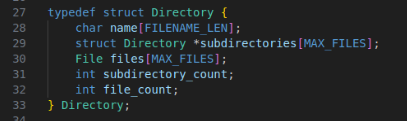 27 typedef struct Directory {
28     char name[FILENAME_LEN];
29     struct Directory *subdirectories[MAX_FILES];
30     File files[MAX_FILES];
31     int subdirectory_count;
32     int file_count;
33 } Directory;